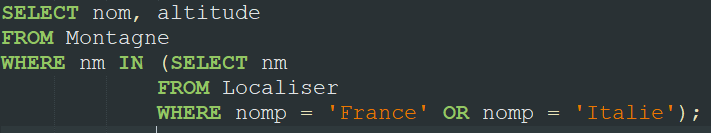 SELECT nom, altitude
FROM Montagne
WHERE nm IN (SELECT nm
FROM Localiser
WHERE nomp = 'France' OR nomp = 'Italie');